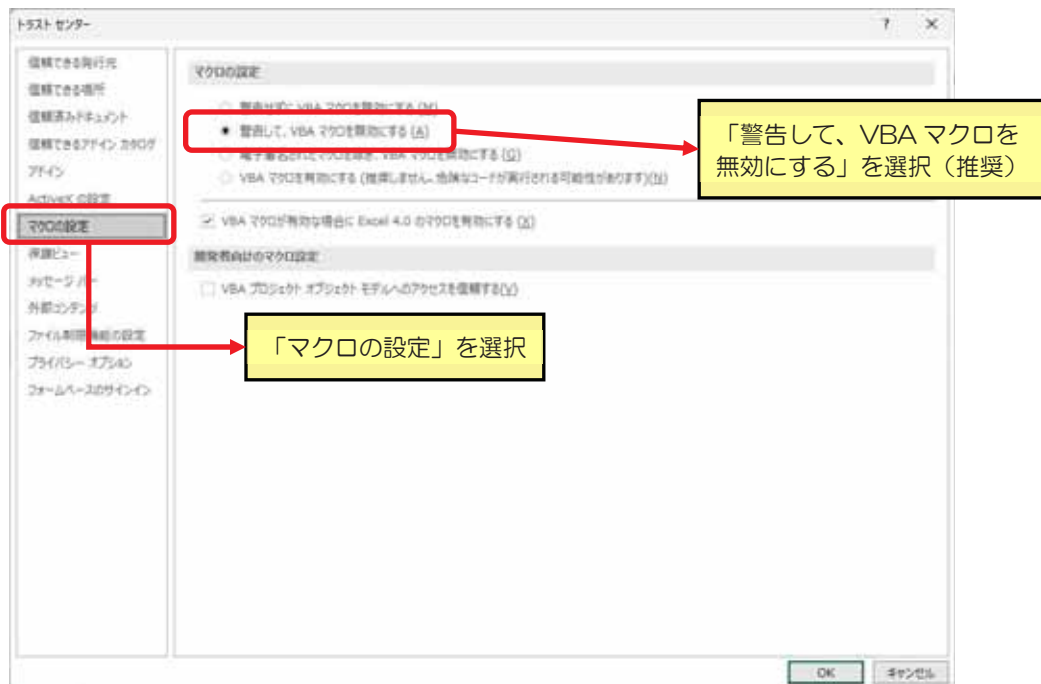 トラスト センター
? ×
信頼できる発行元
信頼できる場所
信頼済みドキュメント
信頼できるアドイン カタログ
アドイン
ActiveX の設定
マクロの設定
保護ビュー
メッセージ バー
外部コンテンツ
ファイル制限機能の設定
プライバシー オプション
フォームベースのサインイン
マクロの設定
警告せずに VBA マクロを無効にする (M)
警告して、VBA マクロを無効にする (A)
電子署名されたマクロを除き、VBA マクロを無効にする (G)
VBA マクロを有効にする (推奨しません。危険なコードが実行される可能性があります)(N)
VBA マクロが有効な場合に Excel 4.0 のマクロを有効にする (X)
開発者向けのマクロ設定
VBA プロジェクト オブジェクト モデルへのアクセスを信頼する(V)
「警告して、VBA マクロを
無効にする」を選択（推奨）
「マクロの設定」を選択
OK
キャンセル